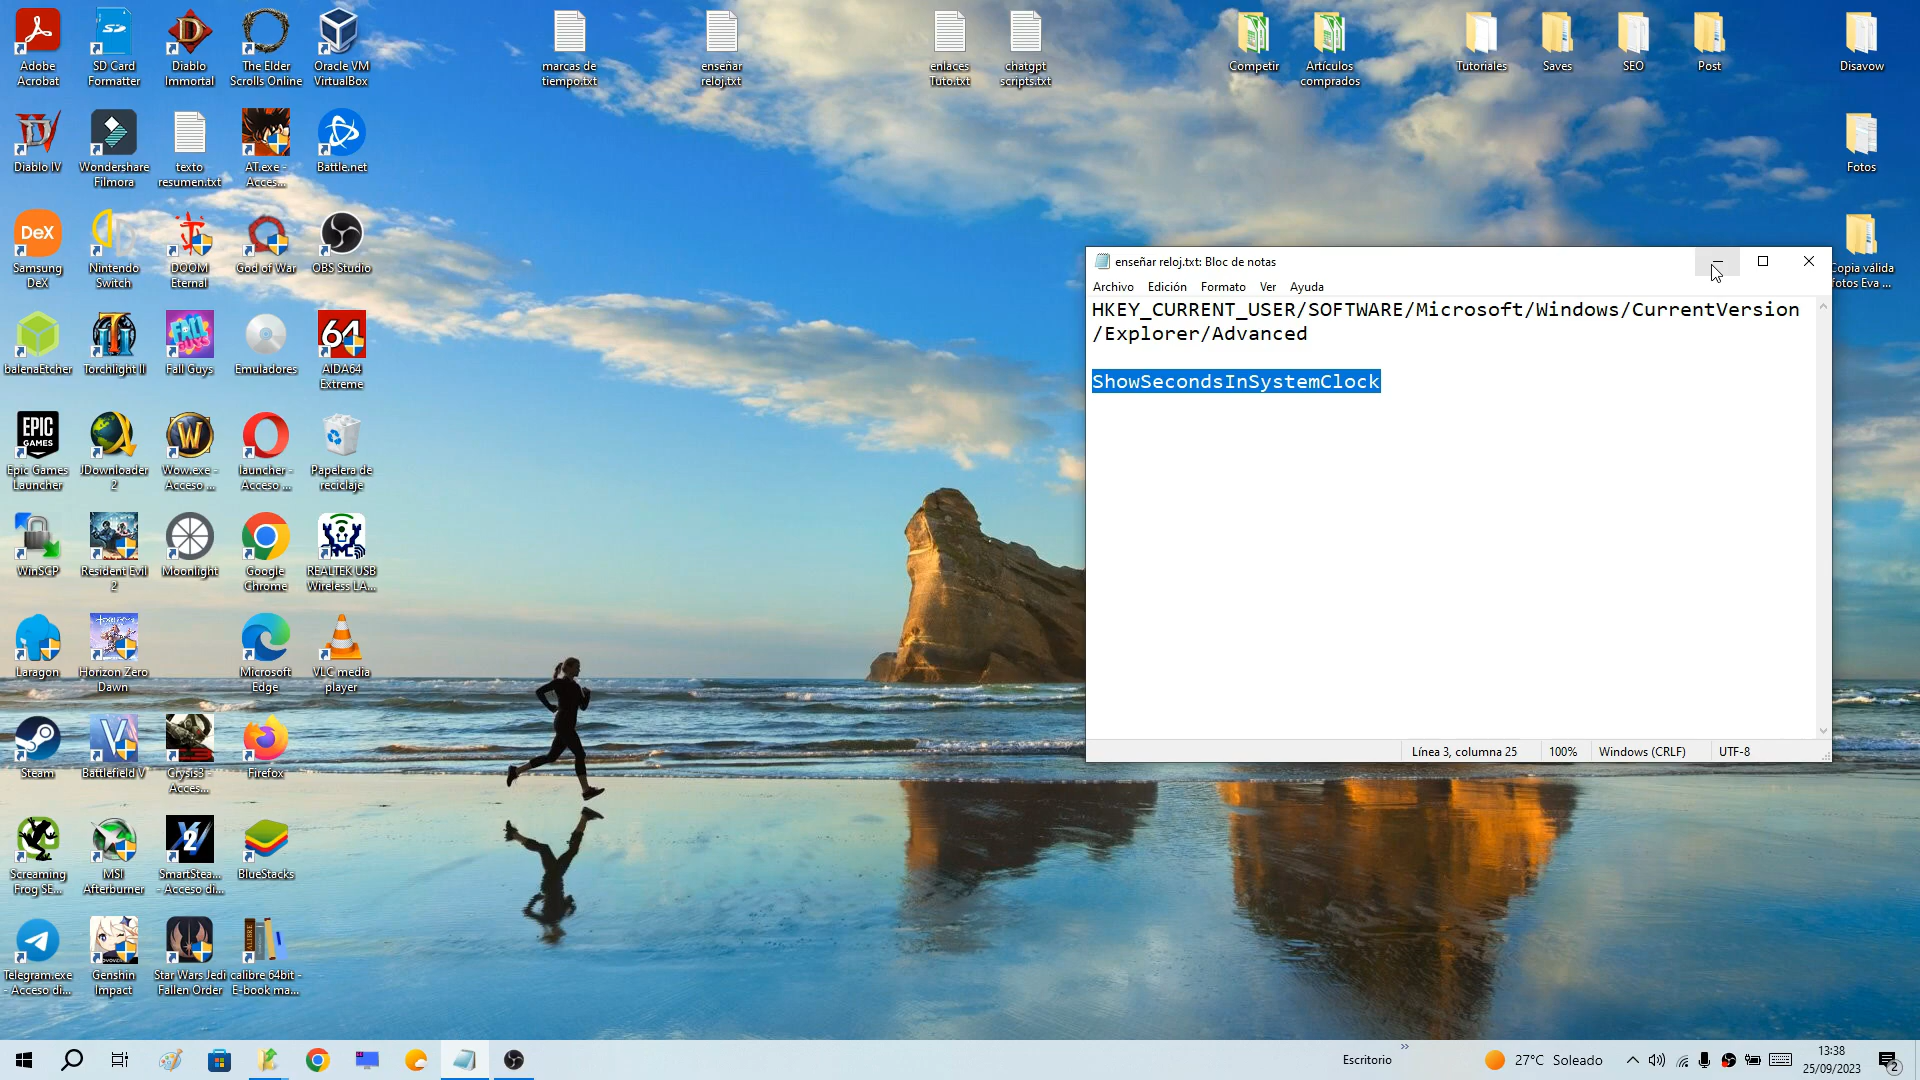 Adobe Acrobat
SD Card Formatter
Diablo Immortal
The Elder Scrolls Online
Oracle VM VirtualBox
marcas de tiempo.txt
enseñar reloj.txt
enlaces Tuto.txt
chatgpt scripts.txt
Competir
Artículos comprados
Tutoriales
Saves
SEO
Post
Disavow
Diablo IV
Wondershare Filmora
texto resumen.txt
AT.exe - Acces...
Battle.net
Fotos
Samsung DeX
Nintendo Switch
DOOM Eternal
God of War
OBS Studio
Copia válida fotos Eva ...
balenaEtcher
Torchlight II
Fall Guys
Emuladores
AIDA64 Extreme
Epic Games Launcher
JDownloader 2
Wow.exe - Acceso ...
launcher - Acceso ...
Papelera de reciclaje
WinSCP
Resident Evil 2
Moonlight
Google Chrome
REALTEK USB Wireless LA...
Laragon
Horizon Zero Dawn
Microsoft Edge
VLC media player
Steam
Battlefield V
Crysis3 - Acces...
Firefox
Screaming Frog SE...
MSI Afterburner
SmartStea... - Acceso di...
BlueStacks
Telegram.exe - Acceso di...
Genshin Impact
Star Wars Jedi Fallen Order
calibre 64bit - E-book ma...
enseñar reloj.txt: Bloc de notas
Archivo Edición Formato Ver Ayuda
HKEY_CURRENT_USER/SOFTWARE/Microsoft/Windows/CurrentVersion
/Explorer/Advanced
ShowSecondsInSystemClock
Línea 3, columna 25 100% Windows (CRLF) UTF-8
Escritorio
27°C Soleado
13:38
25/09/2023
2